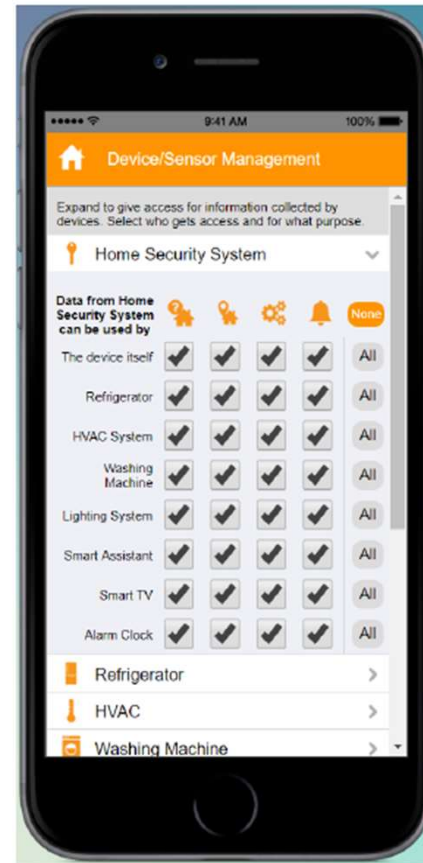 9:41 AM 100%
Device/Sensor Management
Expand to give access for information collected by
devices. Select who gets access and for what purpose.
Home Security System
Data from Home
Security System
can be used by
None
The device itself All
Refrigerator All
HVAC System All
Washing
Machine All
Lighting System All
Smart Assistant All
Smart TV All
Alarm Clock All
Refrigerator
HVAC
Washing Machine